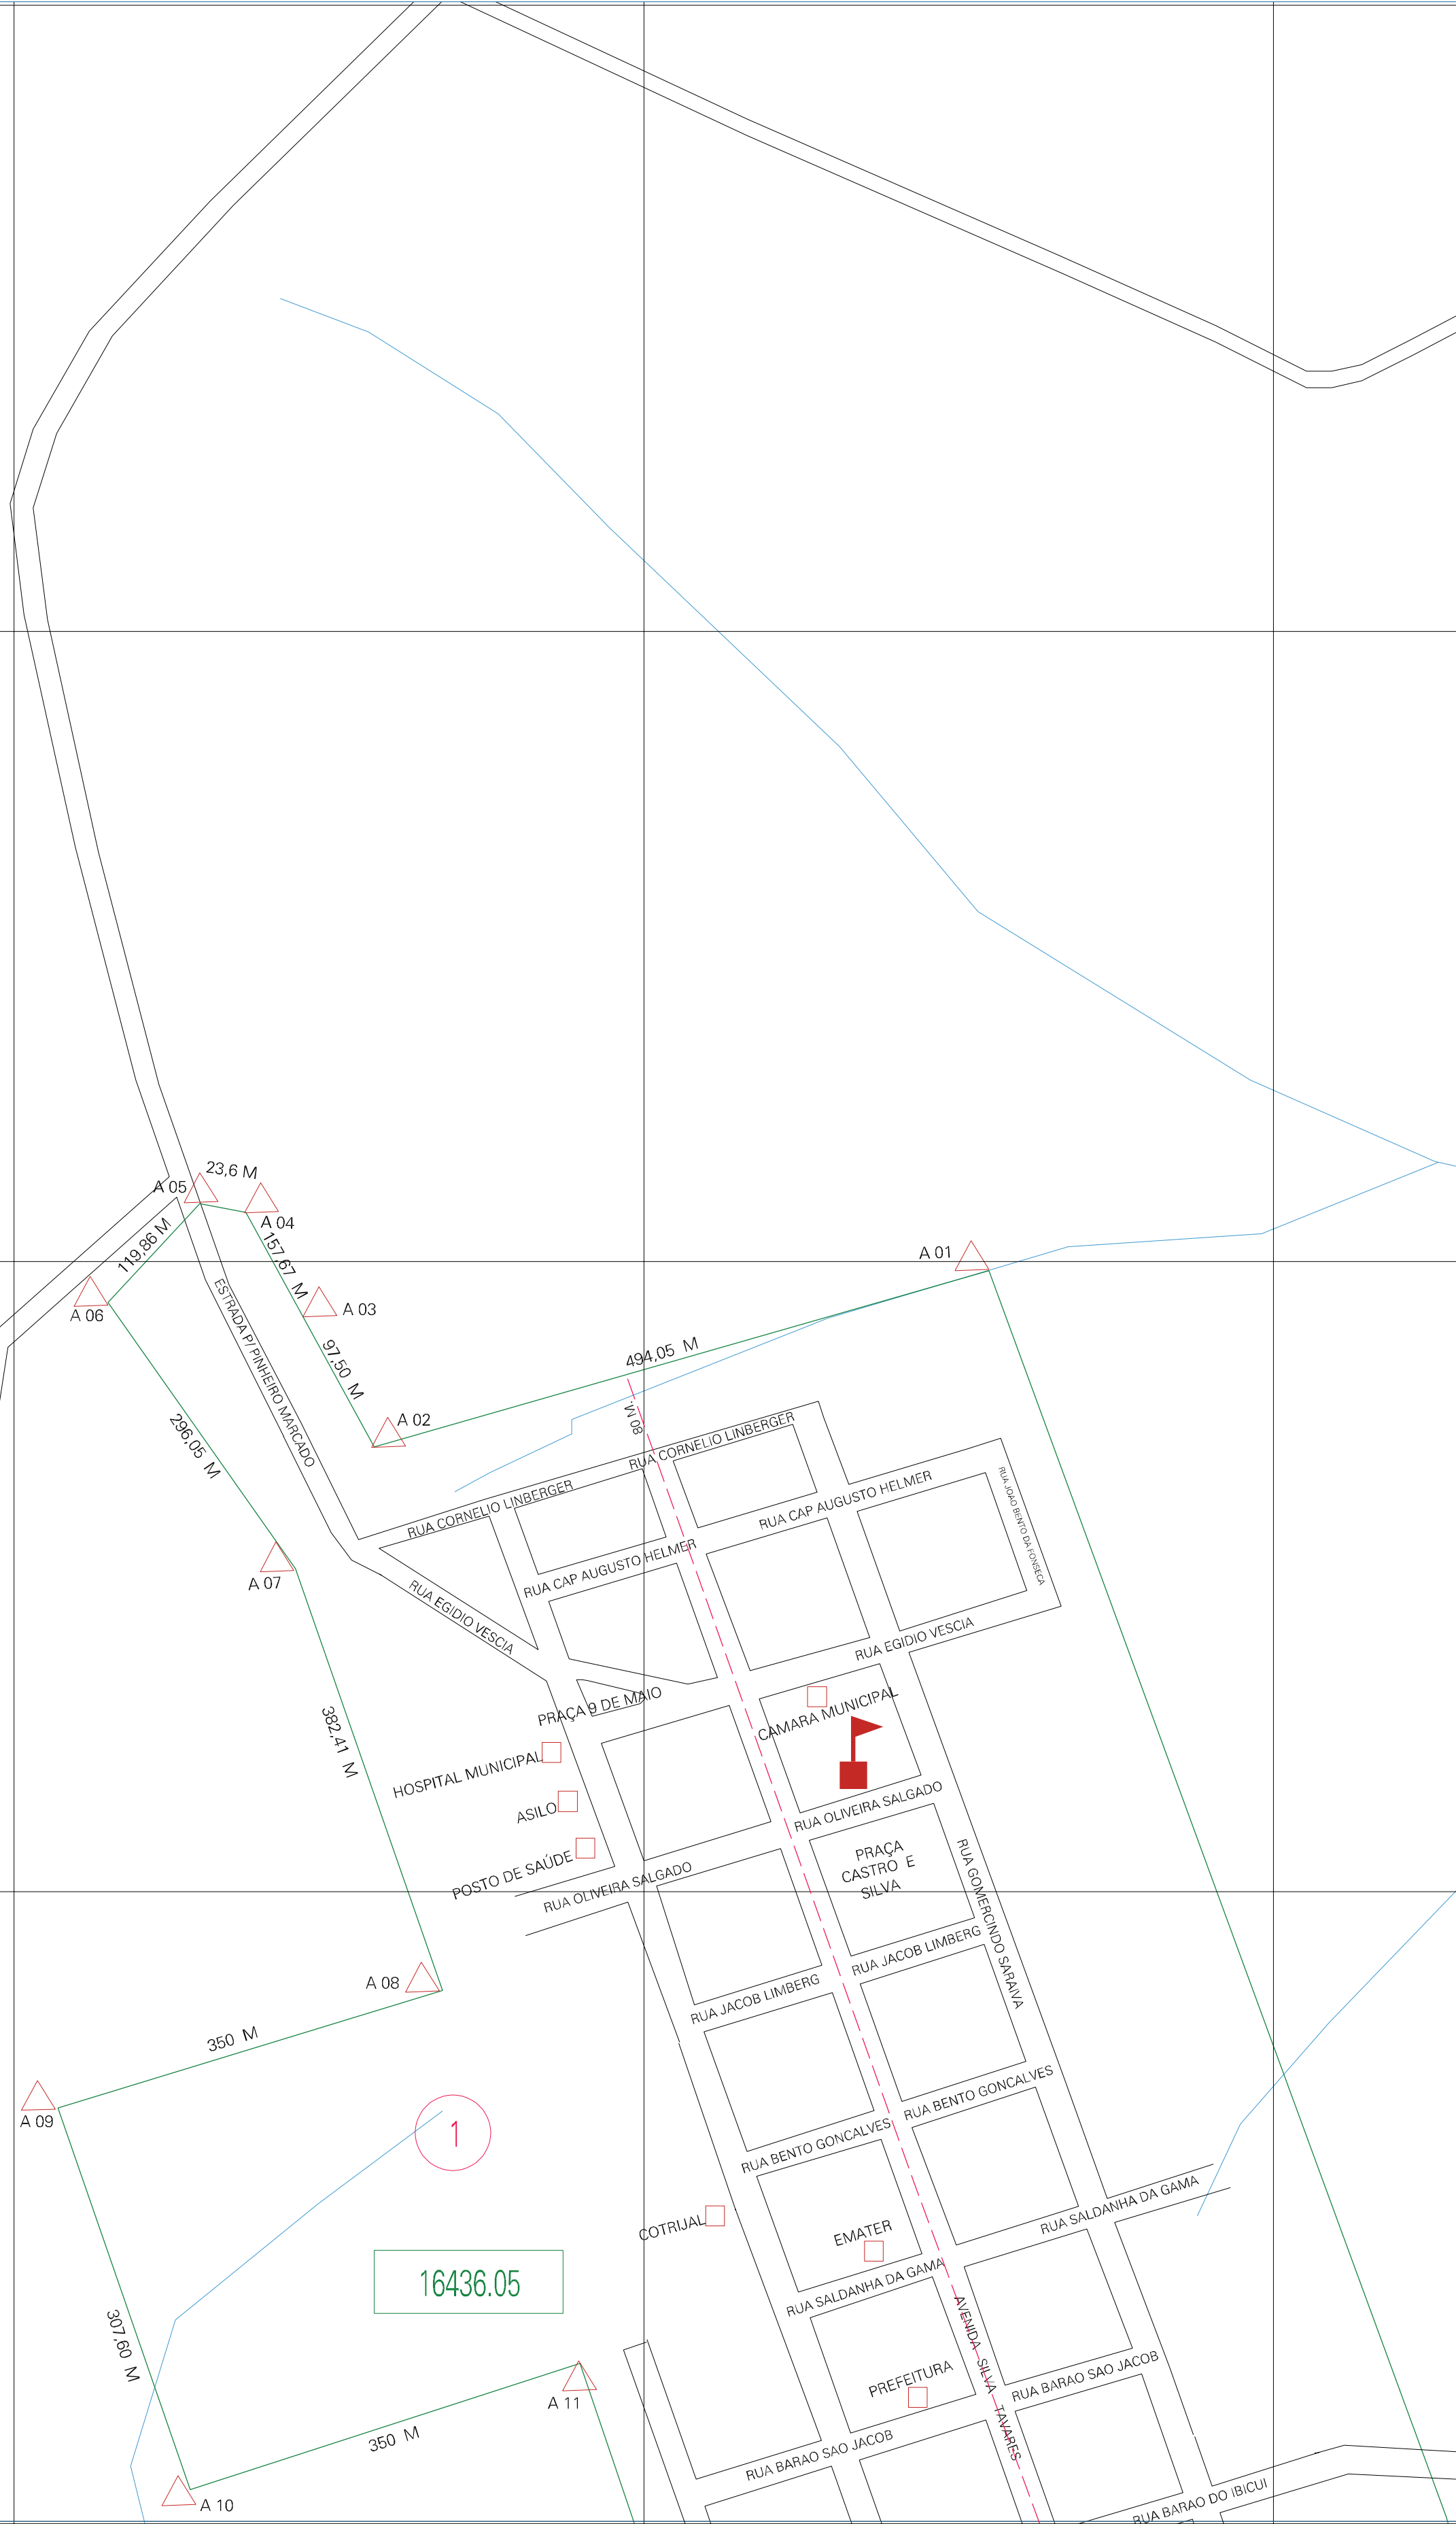 23,6 M
A 05
A 04
119,86 M
157,67 M
A 01
A 06
A 03
ESTRADA P/ PINHEIRO MARCADO
97,50 M
494,05 M
A 02
80 M.
296,05 M
RUA CORNELIO LINBERGER
RUA CORNELIO LINBERGER
RUA CAP AUGUSTO HELMER
RUA JOAO BENTO DA FONSECA
RUA CAP AUGUSTO HELMER
A 07
RUA EGIDIO VESCIA
RUA EGIDIO VESCIA
PRAÇA 9 DE MAIO
CAMARA MUNICIPAL
382,41 M
HOSPITAL MUNICIPAL
ASILO
RUA OLIVEIRA SALGADO
POSTO DE SAÚDE
RUA OLIVEIRA SALGADO
PRAÇA
CASTRO E
SILVA
RUA GOMERCINDO SARAIVA
RUA JACOB LIMBERG
RUA JACOB LIMBERG
A 08
350 M
A 09
1
RUA BENTO GONCALVES
RUA BENTO GONCALVES
RUA SALDANHA DA GAMA
COTRIJAL
EMATER
16436.05
RUA SALDANHA DA GAMA
AVENIDA SILVA TAVARES
307,60 M
PREFEITURA
RUA BARAO SAO JACOB
A 11
350 M
RUA BARAO SAO JACOB
A 10
RUA BARAO DO IBICUI